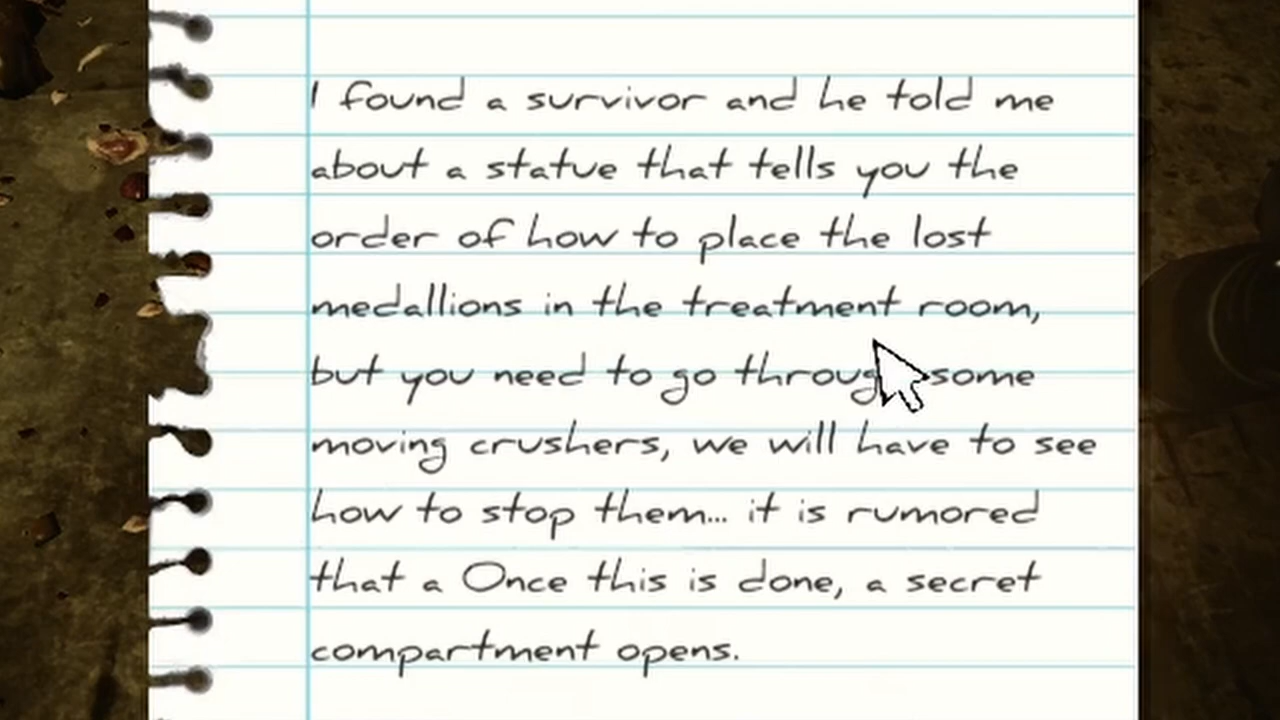 I found a survivor and he told me
about a statue that tells you the
order of how to place the lost
medallions in the treatment room,
but you need to go through some
moving crushers, we will have to see
how to stop them... it is rumored
that a Once this is done, a secret
compartment opens.